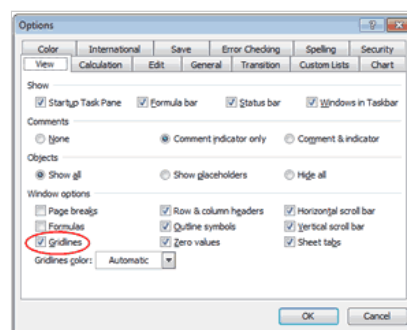 Options
Color International Save Error Checking Spelling Security
View Calculation Edit General Transition Custom Lists Chart
Show
Startup Task Pane Formula bar Status bar Windows in Taskbar
Comments
None Comment indicator only Comment & indicator
Objects
Show all Show placeholders Hide all
Window options
Page breaks Row & column headers Horizontal scroll bar
Formulas Outline symbols Vertical scroll bar
Gridlines Zero values Sheet tabs
Gridlines color: Automatic
OK Cancel